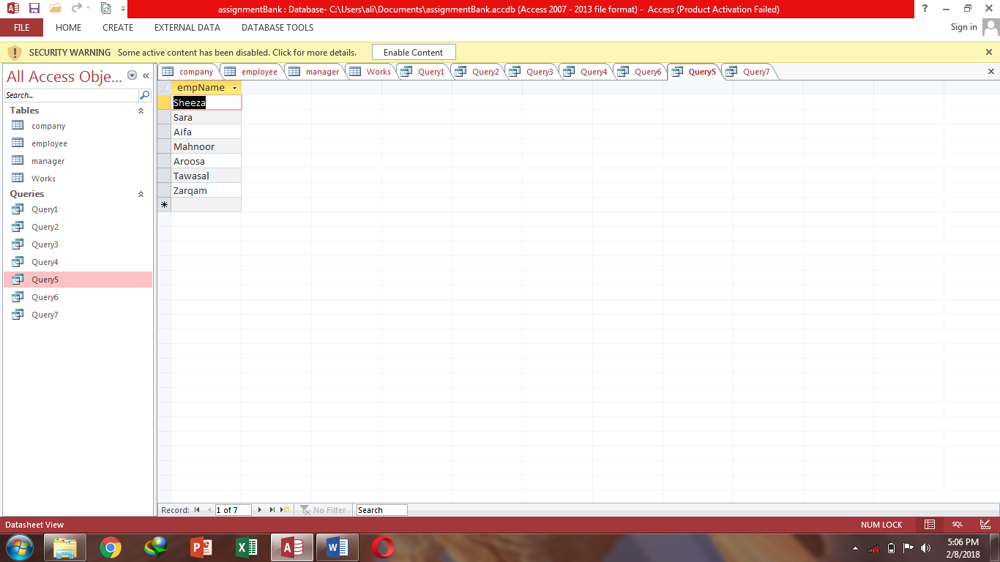 assignmentBank : Database- C:\Users\ali\Documents\assignmentBank.accdb (Access 2007 - 2013 file format) - Access (Product Activation Failed)
?
FILE HOME CREATE EXTERNAL DATA DATABASE TOOLS Sign in
SECURITY WARNING Some active content has been disabled. Click for more details. Enable Content
All Access Obje... «
Search...
Tables
company
employee
manager
Works
Queries
Query1
Query2
Query3
Query4
Query5
Query6
Query7
company employee manager Works Query1 Query2 Query3 Query4 Query6 Query5 Query7
empName
Sheeza
Sara
Aifa
Mahnoor
Aroosa
Tawasal
Zarqam
Record: 1 of 7 No Filter Search
Datasheet View NUM LOCK SQL
5:06 PM
2/8/2018